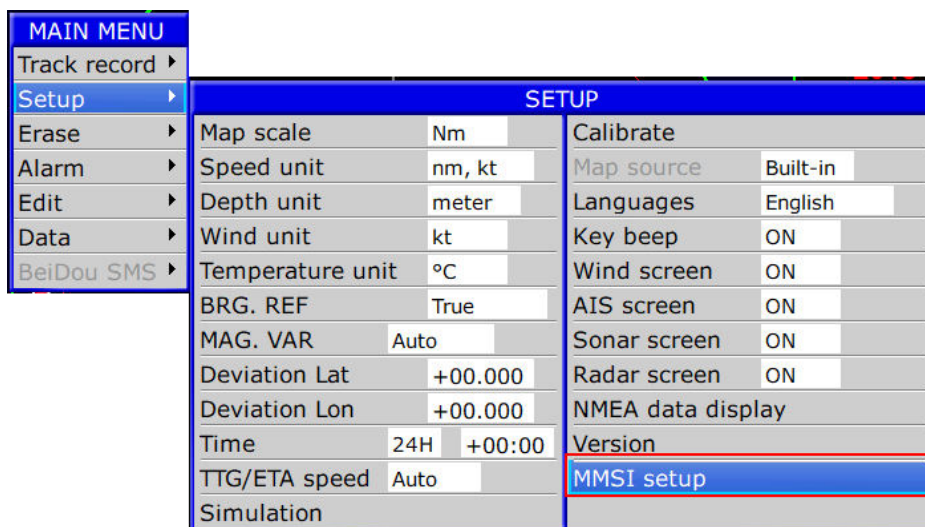 MAIN MENU
Track record
Setup
Erase
Alarm
Edit
Data
BeiDou SMS
SETUP
Map scale Nm
Speed unit nm, kt
Depth unit meter
Wind unit kt
Temperature unit °C
BRG. REF True
MAG. VAR Auto
Deviation Lat +00.000
Deviation Lon +00.000
Time 24H +00:00
TTG/ETA speed Auto
Simulation
Calibrate
Map source Built-in
Languages English
Key beep ON
Wind screen ON
AIS screen ON
Sonar screen ON
Radar screen ON
NMEA data display
Version
MMSI setup